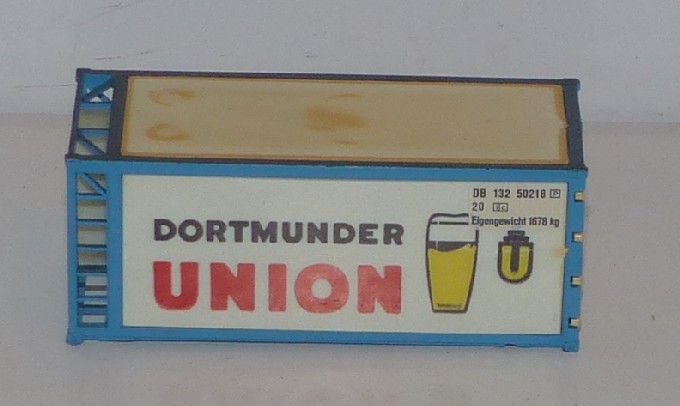 DB 132 50218 P
20
Eigengewicht 1678 kg
DORTMUNDER
UNION
U